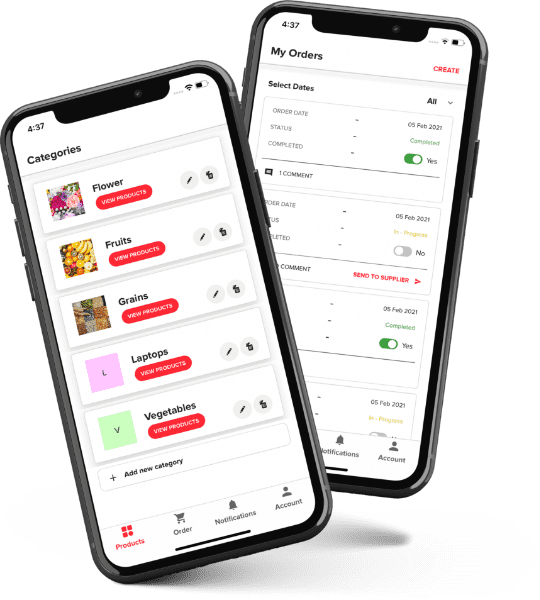 4:37
Categories
Flower
VIEW PRODUCTS
Fruits
VIEW PRODUCTS
Grains
VIEW PRODUCTS
L
Laptops
VIEW PRODUCTS
V
Vegetables
VIEW PRODUCTS
+ Add new category
Products
Order
Notifications
Account
4:37
My Orders
CREATE
Select Dates
All
ORDER DATE - 05 Feb 2021
STATUS - Completed
COMPLETED - Yes
1 COMMENT
ORDER DATE - 05 Feb 2021
TUS - In - Progress
LETED - No
COMMENT SEND TO SUPPLIER
- 05 Feb 2021
- Completed
- Yes
- 05 Feb 2021
- In - Progress
otifications
Account